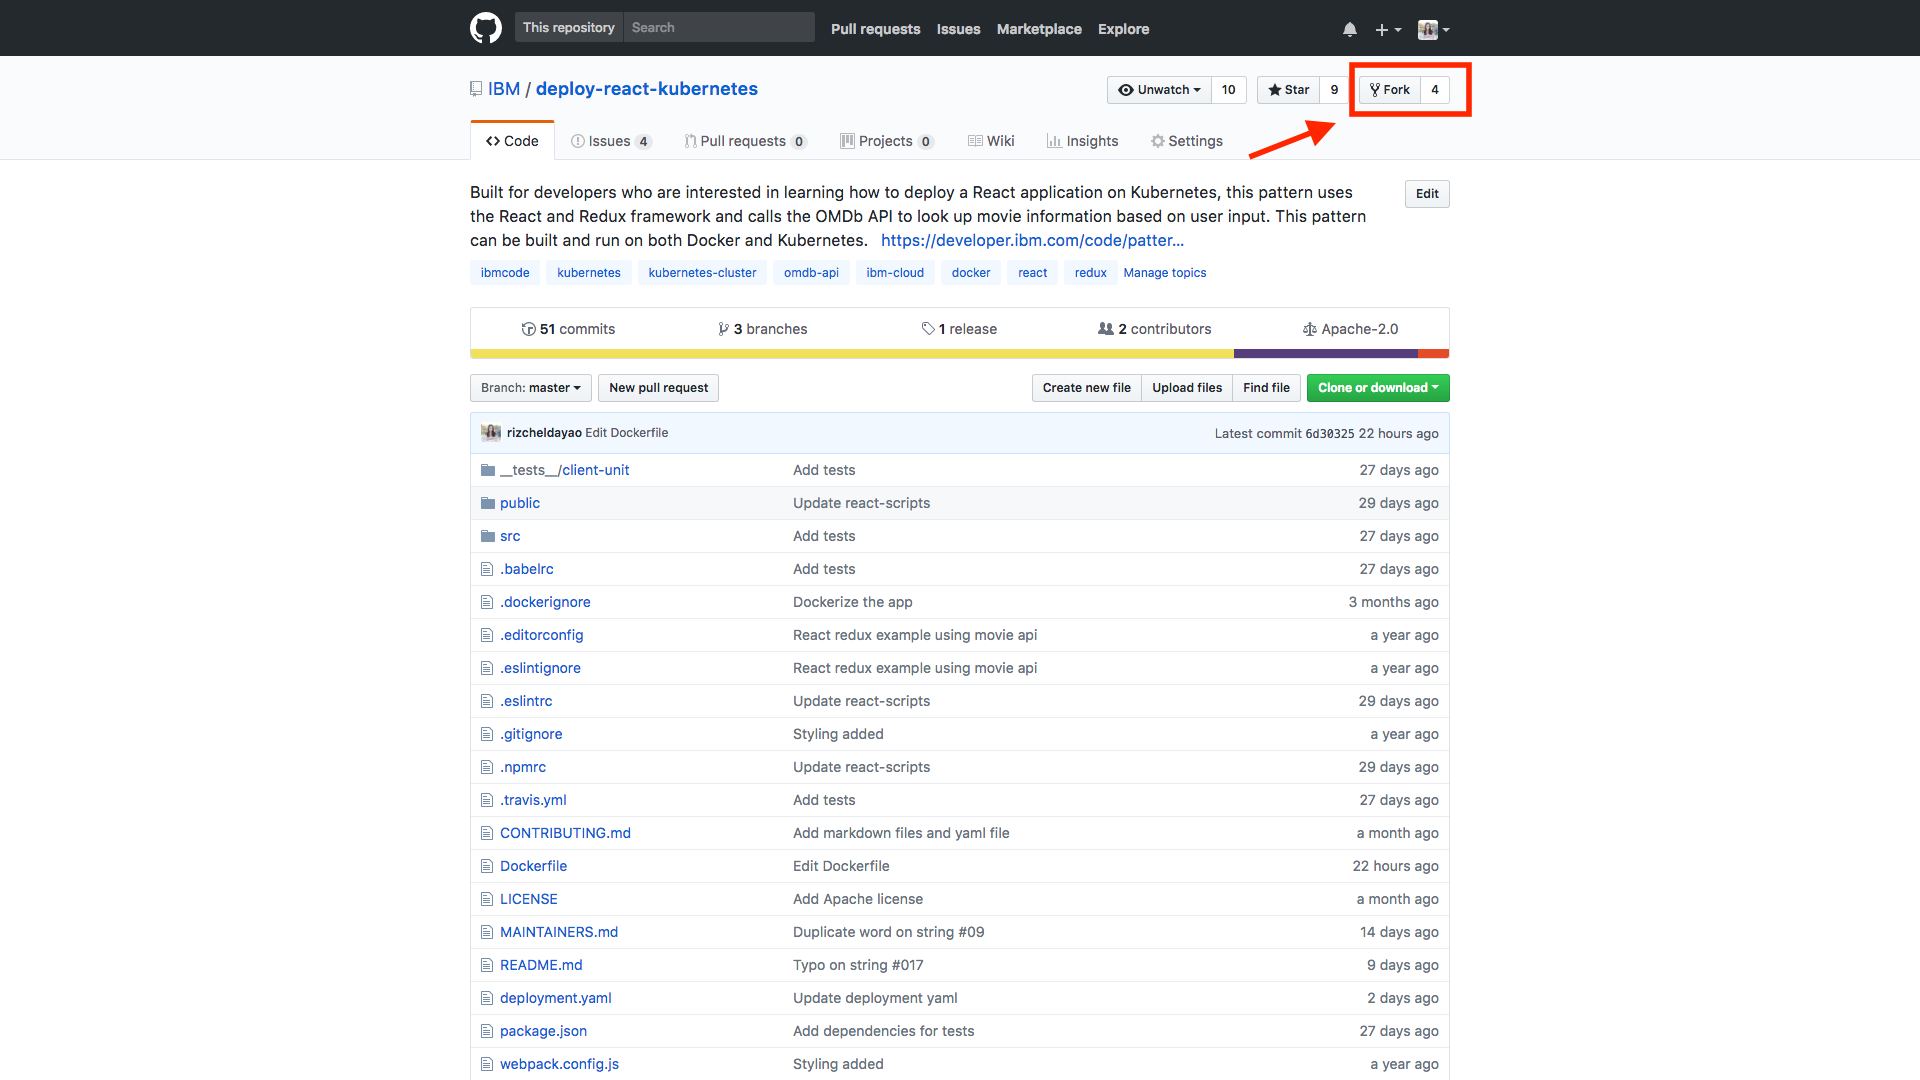 This repository Search Pull requests Issues Marketplace Explore
IBM / deploy-react-kubernetes Unwatch 10 Star 9 Fork 4
Code Issues 4 Pull requests 0 Projects 0 Wiki Insights Settings
Built for developers who are interested in learning how to deploy a React application on Kubernetes, this pattern uses Edit
the React and Redux framework and calls the OMDb API to look up movie information based on user input. This pattern
can be built and run on both Docker and Kubernetes. https://developer.ibm.com/code/patter...
ibmcode kubernetes kubernetes-cluster omdb-api ibm-cloud docker react redux Manage topics
51 commits 3 branches 1 release 2 contributors Apache-2.0
Branch: master New pull request Create new file Upload files Find file Clone or download
rizcheldayao Edit Dockerfile Latest commit 6d30325 22 hours ago
__tests__/client-unit Add tests 27 days ago
public Update react-scripts 29 days ago
src Add tests 27 days ago
.babelrc Add tests 27 days ago
.dockerignore Dockerize the app 3 months ago
.editorconfig React redux example using movie api a year ago
.eslintignore React redux example using movie api a year ago
.eslintrc Update react-scripts 29 days ago
.gitignore Styling added a year ago
.npmrc Update react-scripts 29 days ago
.travis.yml Add tests 27 days ago
CONTRIBUTING.md Add markdown files and yaml file a month ago
Dockerfile Edit Dockerfile 22 hours ago
LICENSE Add Apache license a month ago
MAINTAINERS.md Duplicate word on string #09 14 days ago
README.md Typo on string #017 9 days ago
deployment.yaml Update deployment yaml 2 days ago
package.json Add dependencies for tests 27 days ago
webpack.config.js Styling added a year ago